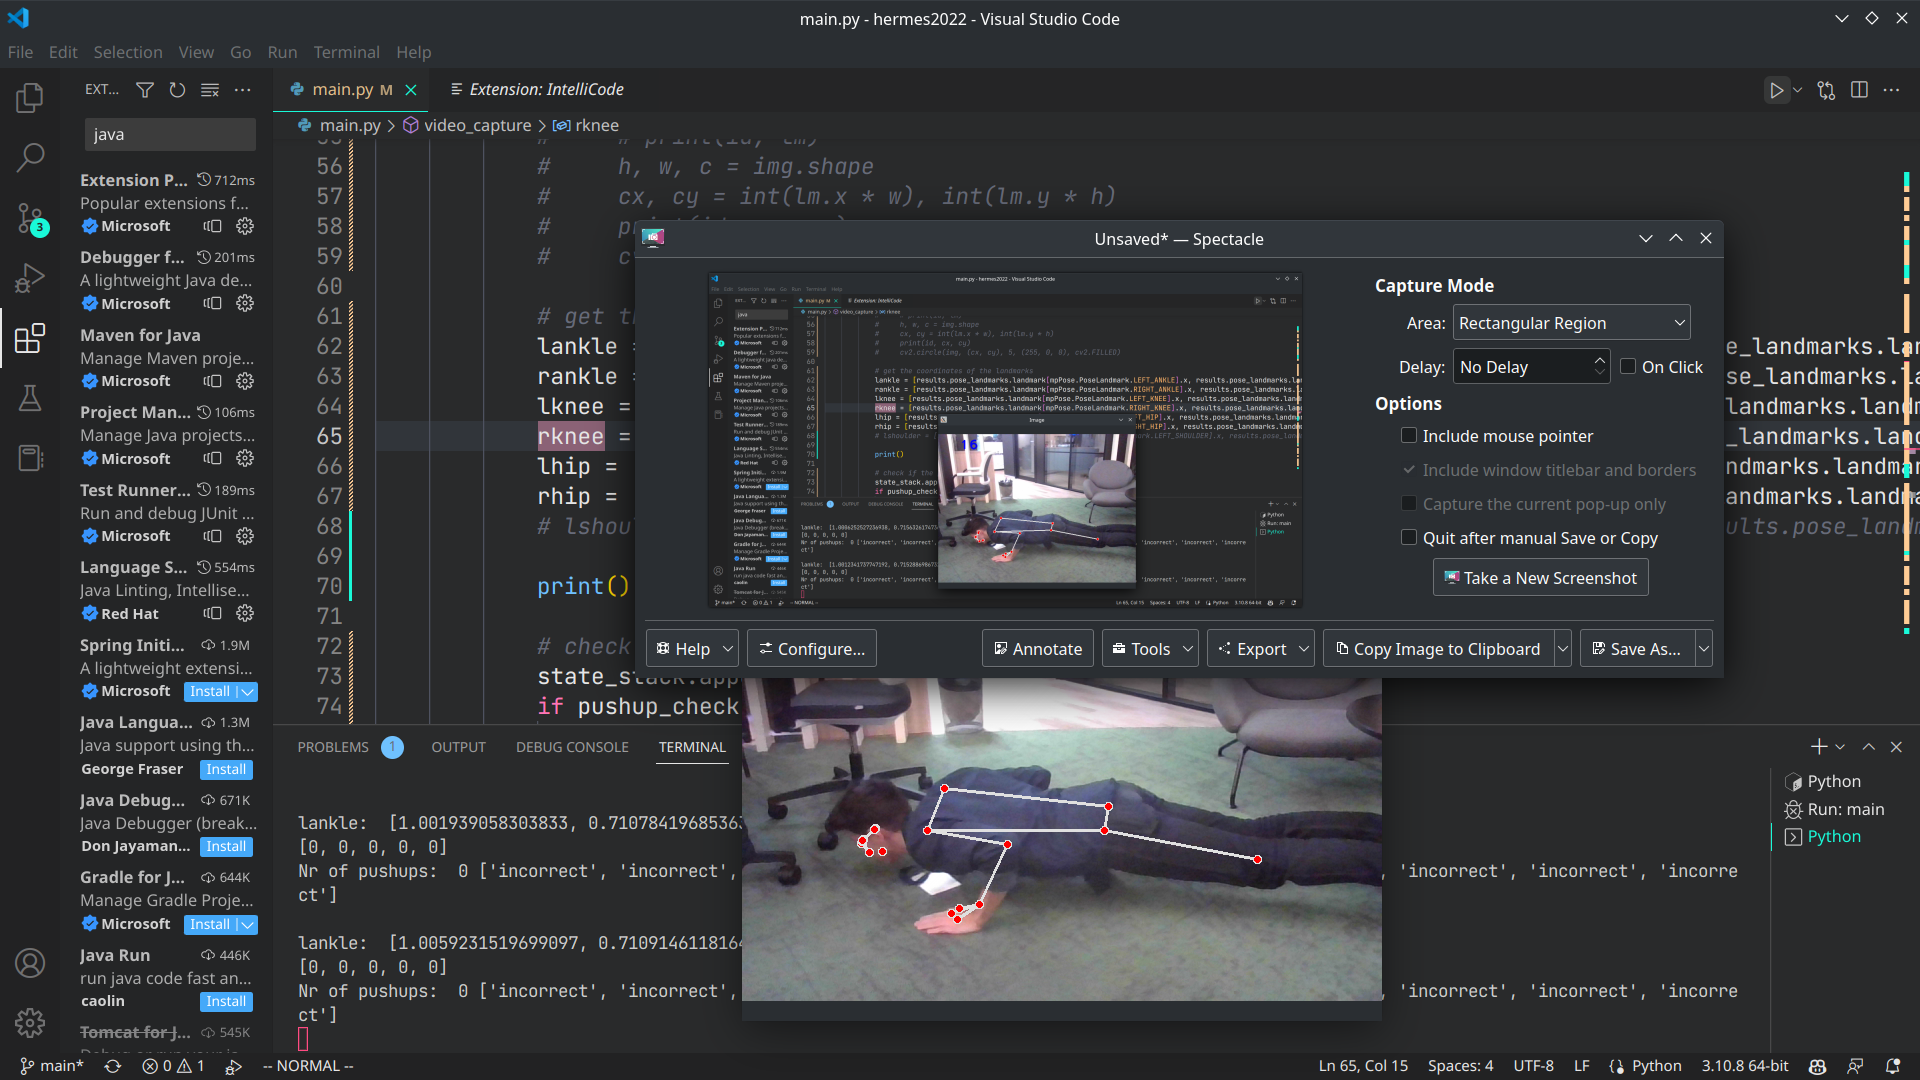 main.py - hermes2022 - Visual Studio Code
File Edit Selection View Go Run Terminal Help
EXT...
main.py M
Extension: IntelliCode
java
main.py > video_capture > rknee
Extension P... 712ms
Popular extensions f...
Microsoft
Debugger f... 201ms
A lightweight Java de...
Microsoft
Maven for Java
Manage Maven proje...
Microsoft
Project Man... 106ms
Manage Java projects...
Microsoft
Test Runner... 189ms
Run and debug JUnit ...
Microsoft
Language S... 554ms
Java Linting, Intellise...
Red Hat
Spring Initi... 1.9M
A lightweight extensi...
Microsoft Install
Java Langua... 1.3M
Java support using th...
George Fraser Install
Java Debug... 671K
Java Debugger (break...
Don Jayaman... Install
Gradle for J... 644K
Manage Gradle Proje...
Microsoft Install
Java Run 446K
run java code fast an...
caolin Install
Tomcat for J... 545K
3
56 # h, w, c = img.shape
57 # cx, cy = int(lm.x * w), int(lm.y * h)
58 #
59 #
60
61 # get th
62 lankle =
63 rankle =
64 lknee =
65 rknee =
66 lhip =
67 rhip =
68 # lshou
69
70 print()
71
72 # check
73 state_stack.app
74 if pushup_check
e_landmarks.lan
se_landmarks.la
landmarks.landm
_landmarks.land
ndmarks.landmar
ndmarks.landma
ults.pose_landm
Unsaved* — Spectacle
Capture Mode
Area: Rectangular Region
Delay: No Delay On Click
Options
Include mouse pointer
Include window titlebar and borders
Capture the current pop-up only
Quit after manual Save or Copy
Take a New Screenshot
Help Configure... Annotate Tools Export Copy Image to Clipboard Save As...
PROBLEMS 1 OUTPUT DEBUG CONSOLE TERMINAL
lankle: [1.001939058303833, 0.7107841968536
[0, 0, 0, 0, 0]
Nr of pushups: 0 ['incorrect', 'incorrect', 'incorrect', 'incorrect', 'incorre
ct']
lankle: [1.0059231519699097, 0.710914611816
[0, 0, 0, 0, 0]
Nr of pushups: 0 ['incorrect', 'incorrect', 'incorrect', 'incorrect', 'incorre
ct']
Python
Run: main
Python
main* 0 1 -- NORMAL -- Ln 65, Col 15 Spaces: 4 UTF-8 LF Python 3.10.8 64-bit